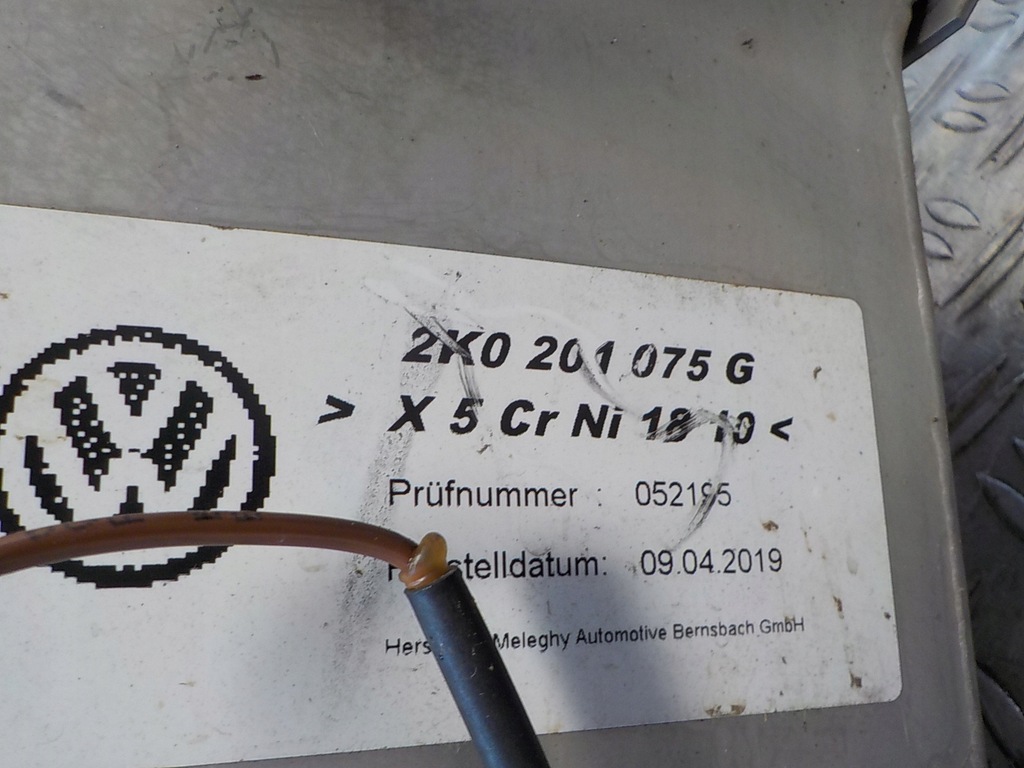 2K0 201 075 G
> X 5 Cr Ni 18 10 <
Prüfnummer : 052195
09.04.2019
Meleghy Automotive Bernsbach GmbH